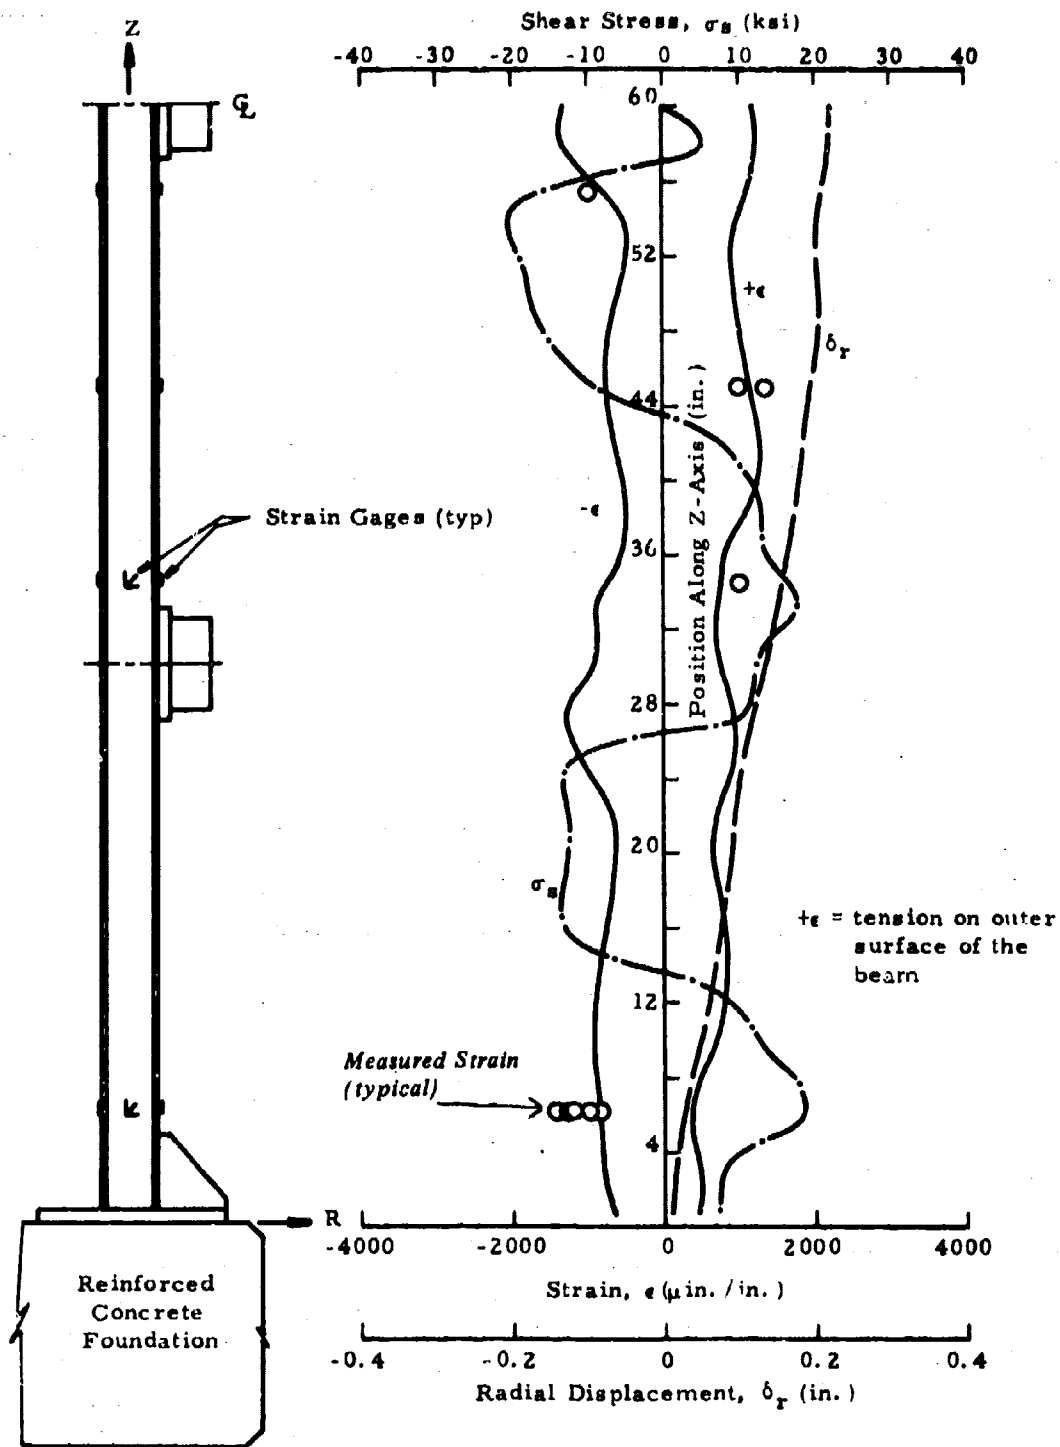 Shear Stress, σs (ksi)
-40 -30 -20 -10 0 10 20 30 40
Z
℄
60
52
+ϵ
δr
44
Position Along Z-Axis (in.)
Strain Gages (typ)
-ϵ
36
28
20
σs
+ϵ = tension on outer
surface of the
beam
12
Measured Strain
(typical)
4
R
-4000 -2000 0 2000 4000
Reinforced
Concrete
Foundation
Strain, ϵ (μin. /in.)
-0.4 -0.2 0 0.2 0.4
Radial Displacement, δr (in.)